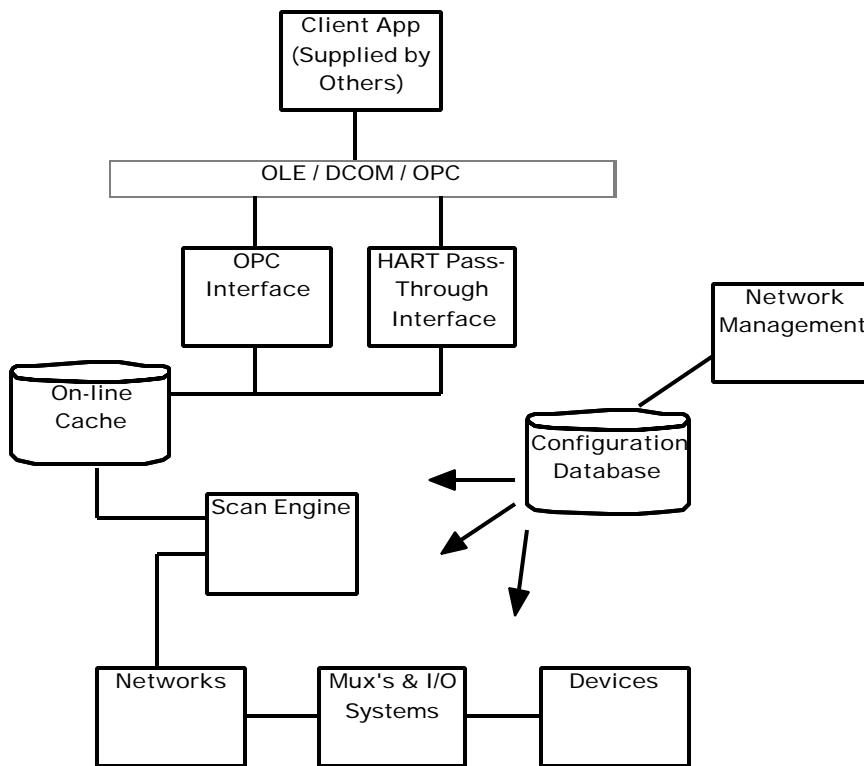 Client App
(Supplied by
Others)
OLE / DCOM / OPC
OPC
Interface
HART Pass-
Through
Interface
Network
Management
On-line
Cache
Configuration
Database
Scan Engine
Networks
Mux's & I/O
Systems
Devices